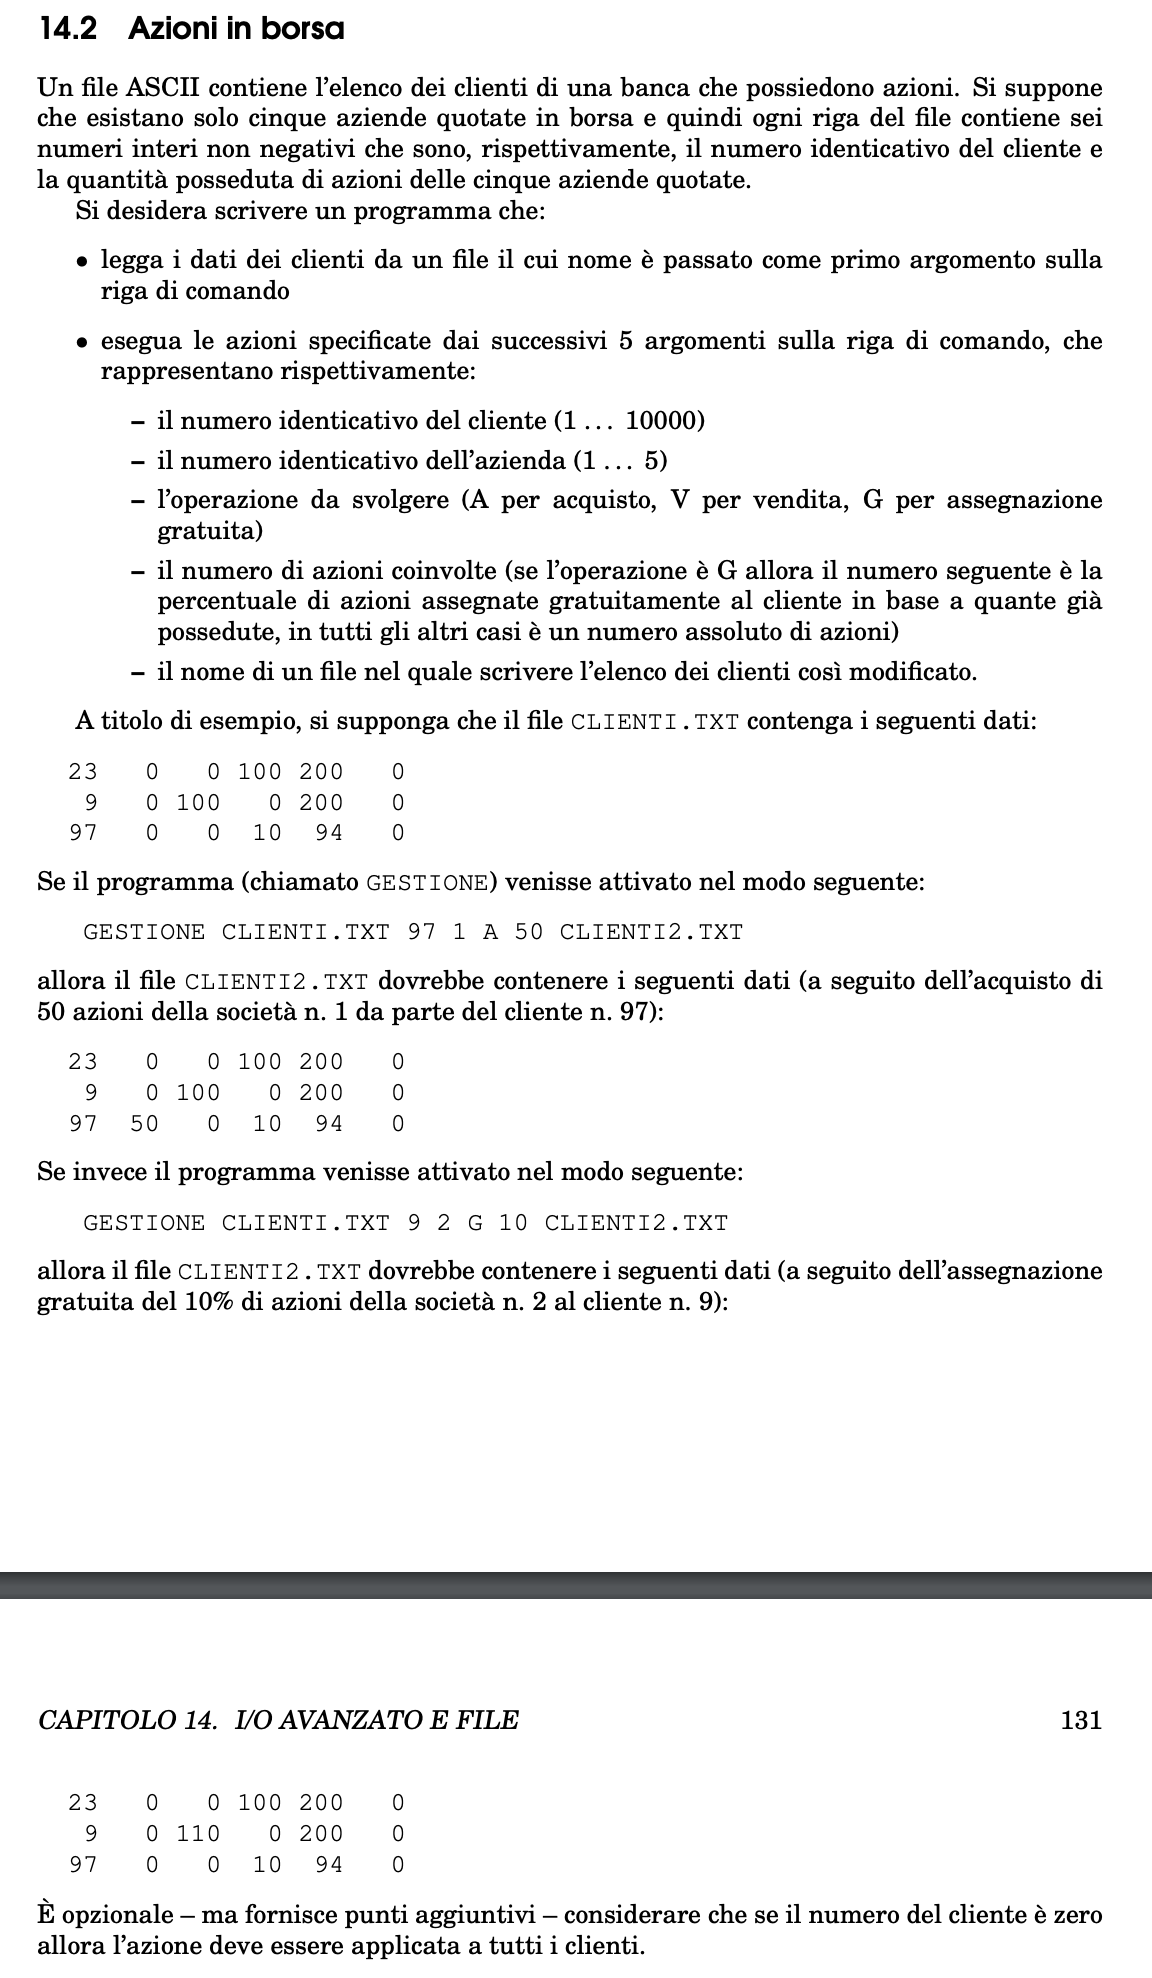 14.2 Azioni in borsa
Un file ASCII contiene l'elenco dei clienti di una banca che possiedono azioni. Si suppone
che esistano solo cinque aziende quotate in borsa e quindi ogni riga del file contiene sei
numeri interi non negativi che sono, rispettivamente, il numero identicativo del cliente e
la quantità posseduta di azioni delle cinque aziende quotate.
Si desidera scrivere un programma che:
• legga i dati dei clienti da un file il cui nome è passato come primo argomento sulla
riga di comando
• esegua le azioni specificate dai successivi 5 argomenti sulla riga di comando, che
rappresentano rispettivamente:
– il numero identicativo del cliente (1 ... 10000)
– il numero identicativo dell'azienda (1 ... 5)
– l'operazione da svolgere (A per acquisto, V per vendita, G per assegnazione
gratuita)
– il numero di azioni coinvolte (se l'operazione è G allora il numero seguente è la
percentuale di azioni assegnate gratuitamente al cliente in base a quante già
possedute, in tutti gli altri casi è un numero assoluto di azioni)
– il nome di un file nel quale scrivere l'elenco dei clienti così modificato.
A titolo di esempio, si supponga che il file CLIENTI.TXT contenga i seguenti dati:
23 0 0 100 200 0
9 0 100 0 200 0
97 0 0 10 94 0
Se il programma (chiamato GESTIONE) venisse attivato nel modo seguente:
GESTIONE CLIENTI.TXT 97 1 A 50 CLIENTI2.TXT
allora il file CLIENTI2.TXT dovrebbe contenere i seguenti dati (a seguito dell'acquisto di
50 azioni della società n. 1 da parte del cliente n. 97):
23 0 0 100 200 0
9 0 100 0 200 0
97 50 0 10 94 0
Se invece il programma venisse attivato nel modo seguente:
GESTIONE CLIENTI.TXT 9 2 G 10 CLIENTI2.TXT
allora il file CLIENTI2.TXT dovrebbe contenere i seguenti dati (a seguito dell'assegnazione
gratuita del 10% di azioni della società n. 2 al cliente n. 9):
CAPITOLO 14. I/O AVANZATO E FILE 131
23 0 0 100 200 0
9 0 110 0 200 0
97 0 0 10 94 0
È opzionale – ma fornisce punti aggiuntivi – considerare che se il numero del cliente è zero
allora l'azione deve essere applicata a tutti i clienti.